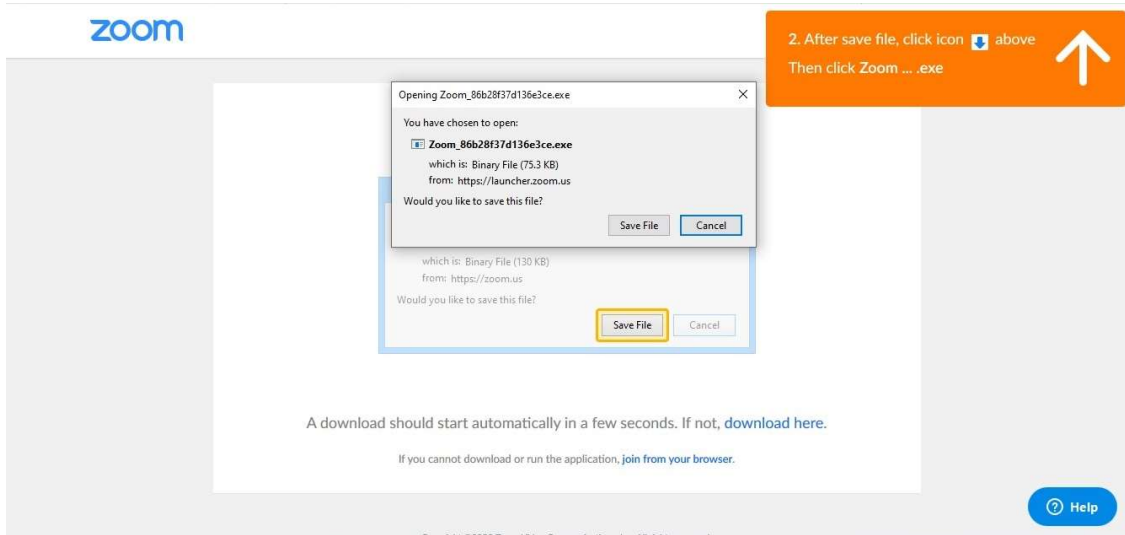 zoom
2. After save file, click icon above
Then click Zoom ... .exe
Opening Zoom_86b28f37d136e3ce.exe
You have chosen to open:
Zoom_86b28f37d136e3ce.exe
which is: Binary File (75.3 KB)
from: https://launcher.zoom.us
Would you like to save this file?
Save File Cancel
which is: Binary File (130 KB)
from: https://zoom.us
Would you like to save this file?
Save File Cancel
A download should start automatically in a few seconds. If not, download here.
If you cannot download or run the application, join from your browser.
Help